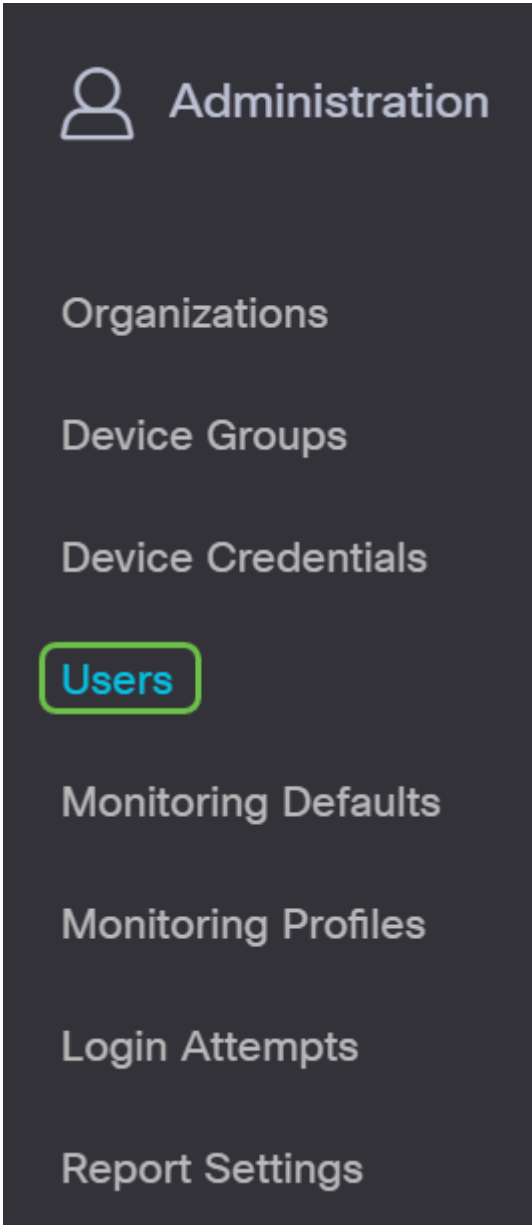 Administration
Organizations
Device Groups
Device Credentials
Users
Monitoring Defaults
Monitoring Profiles
Login Attempts
Report Settings